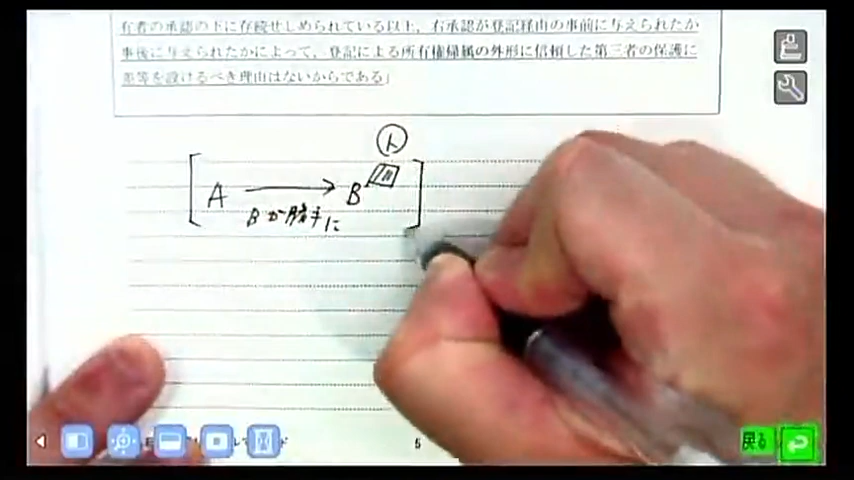 有者の承認の下に存続せしめられている以上、右承認が登記経由の事前に与えられたか
事後に与えられたかによって、登記による所有権帰属の外形に信頼した第三者の保護に
差等を設けるべき理由はないからである」
ト
A → B
Bが勝手に
5
戻る